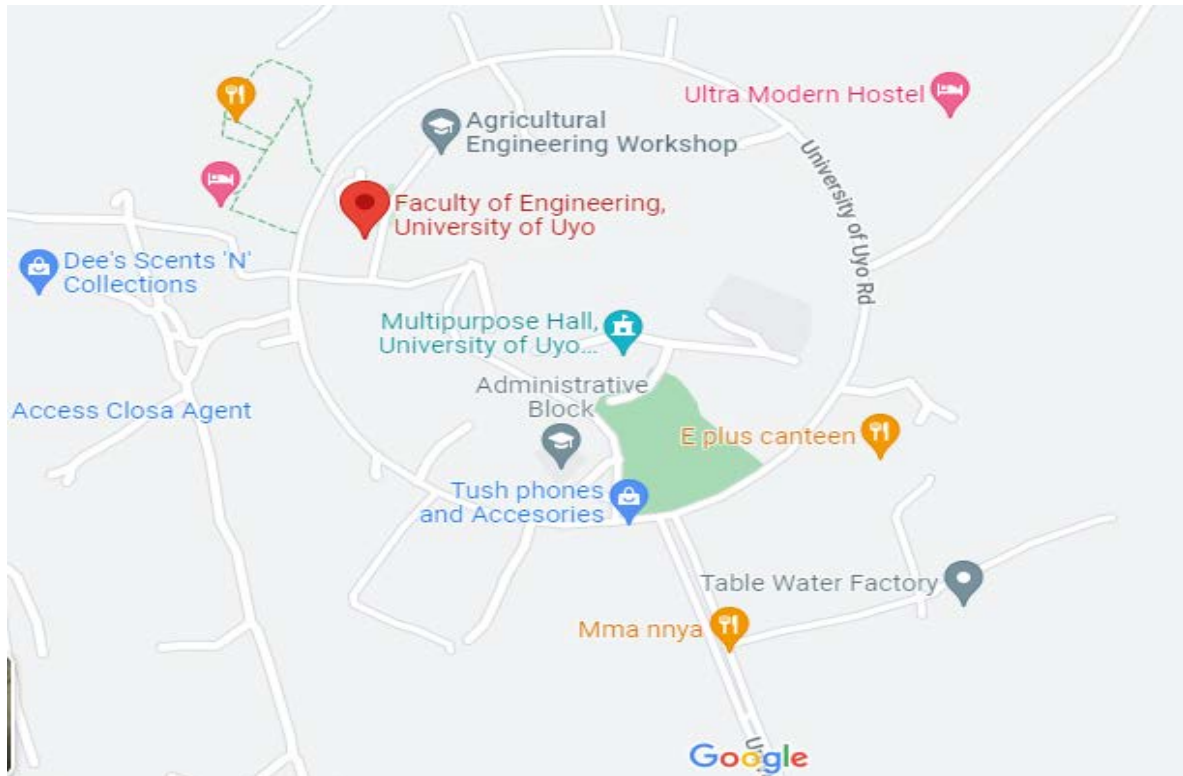 Ultra Modern Hostel
Agricultural
Engineering Workshop
University of Uyo Rd
Faculty of Engineering,
University of Uyo
Dee's Scents 'N'
Collections
Multipurpose Hall,
University of Uyo...
Administrative
Block
Access Closa Agent
E plus canteen
Tush phones
and Accesories
Table Water Factory
Mma nnya
Google